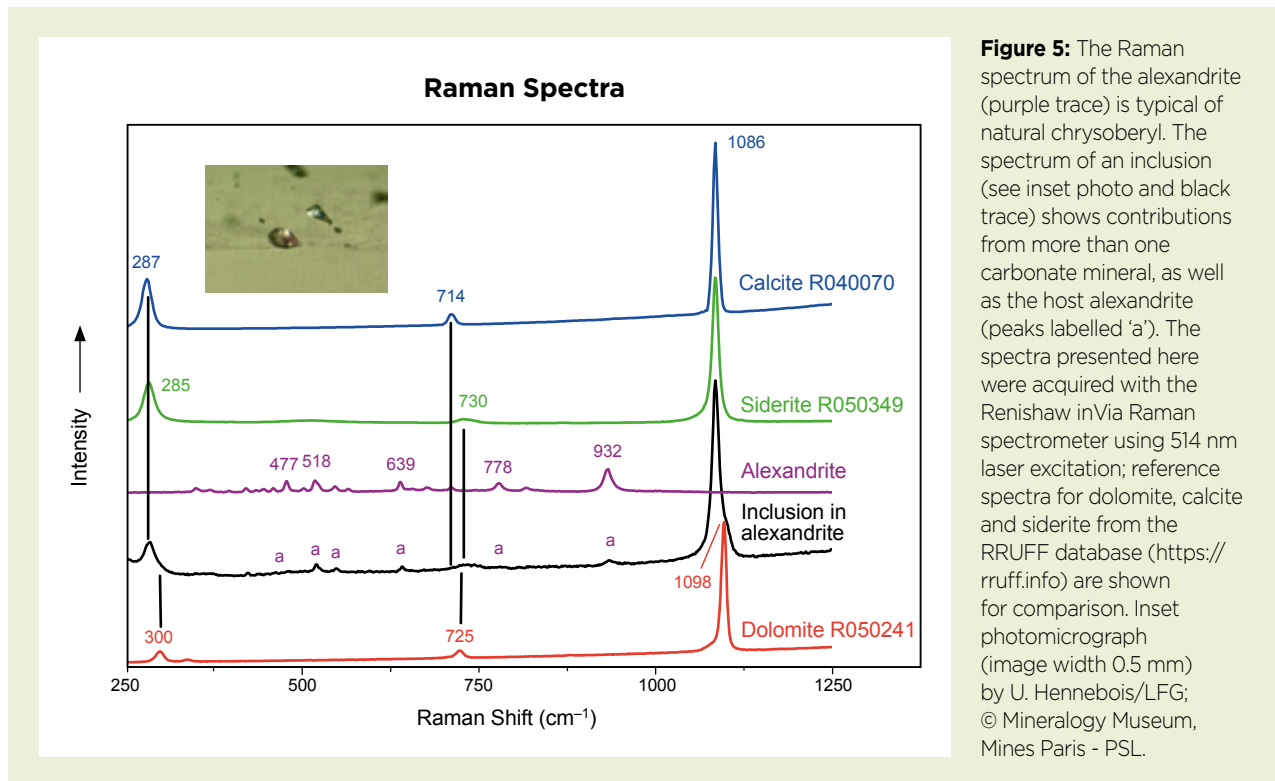 Raman Spectra
1086
287
714
Calcite R040070
285
730
Siderite R050349
477
518
639
778
932
Alexandrite
Inclusion in
alexandrite
a
a
a
a
a
a
1098
300
725
Dolomite R050241
250
500
750
1000
1250
Raman Shift (cm⁻¹)
Intensity
Figure 5: The Raman
spectrum of the alexandrite
(purple trace) is typical of
natural chrysoberyl. The
spectrum of an inclusion
(see inset photo and black
trace) shows contributions
from more than one
carbonate mineral, as well
as the host alexandrite
(peaks labelled ‘a’). The
spectra presented here
were acquired with the
Renishaw inVia Raman
spectrometer using 514 nm
laser excitation; reference
spectra for dolomite, calcite
and siderite from the
RRUFF database (https://
rruff.info) are shown
for comparison. Inset
photomicrograph
(image width 0.5 mm)
by U. Hennebois/LFG;
© Mineralogy Museum,
Mines Paris - PSL.